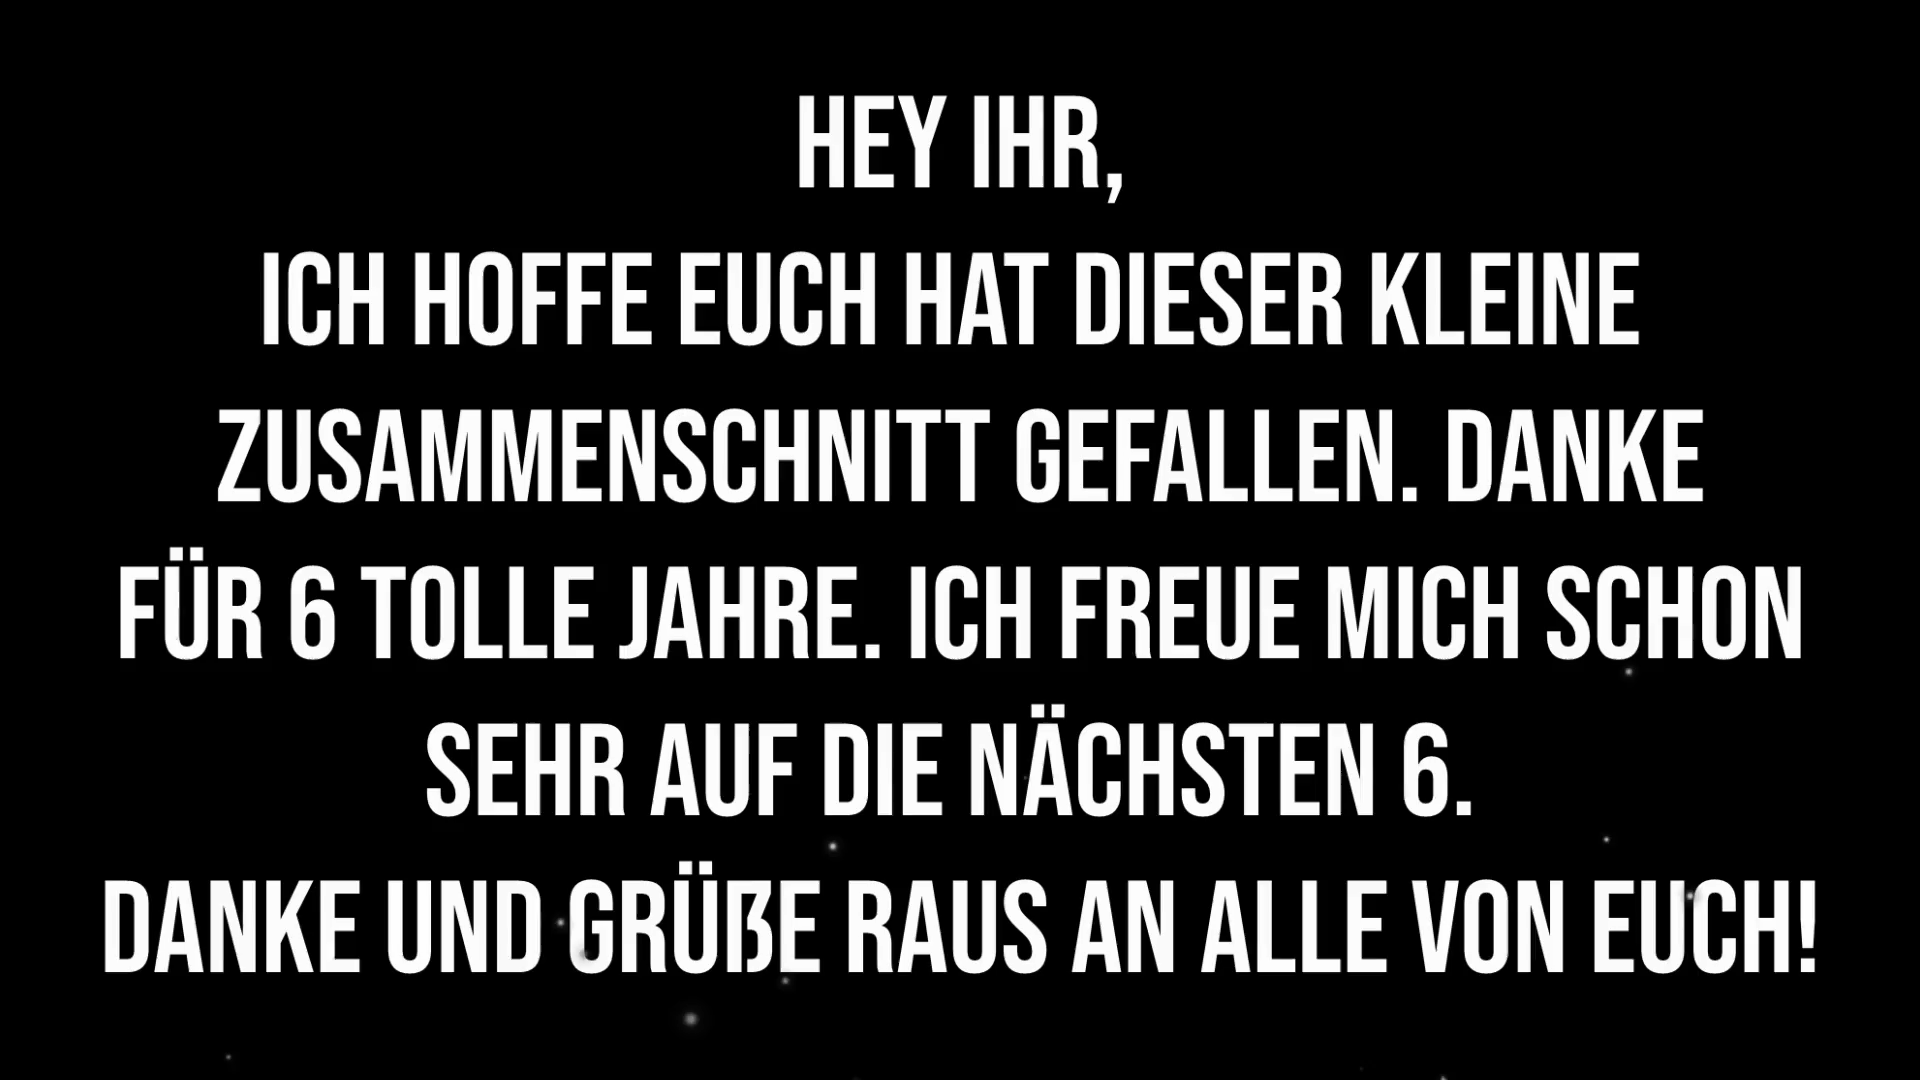 HEY IHR,
ICH HOFFE EUCH HAT DIESER KLEINE
ZUSAMMENSCHNITT GEFALLEN. DANKE
FÜR 6 TOLLE JAHRE. ICH FREUE MICH SCHON
SEHR AUF DIE NÄCHSTEN 6.
DANKE UND GRÜßE RAUS AN ALLE VON EUCH!